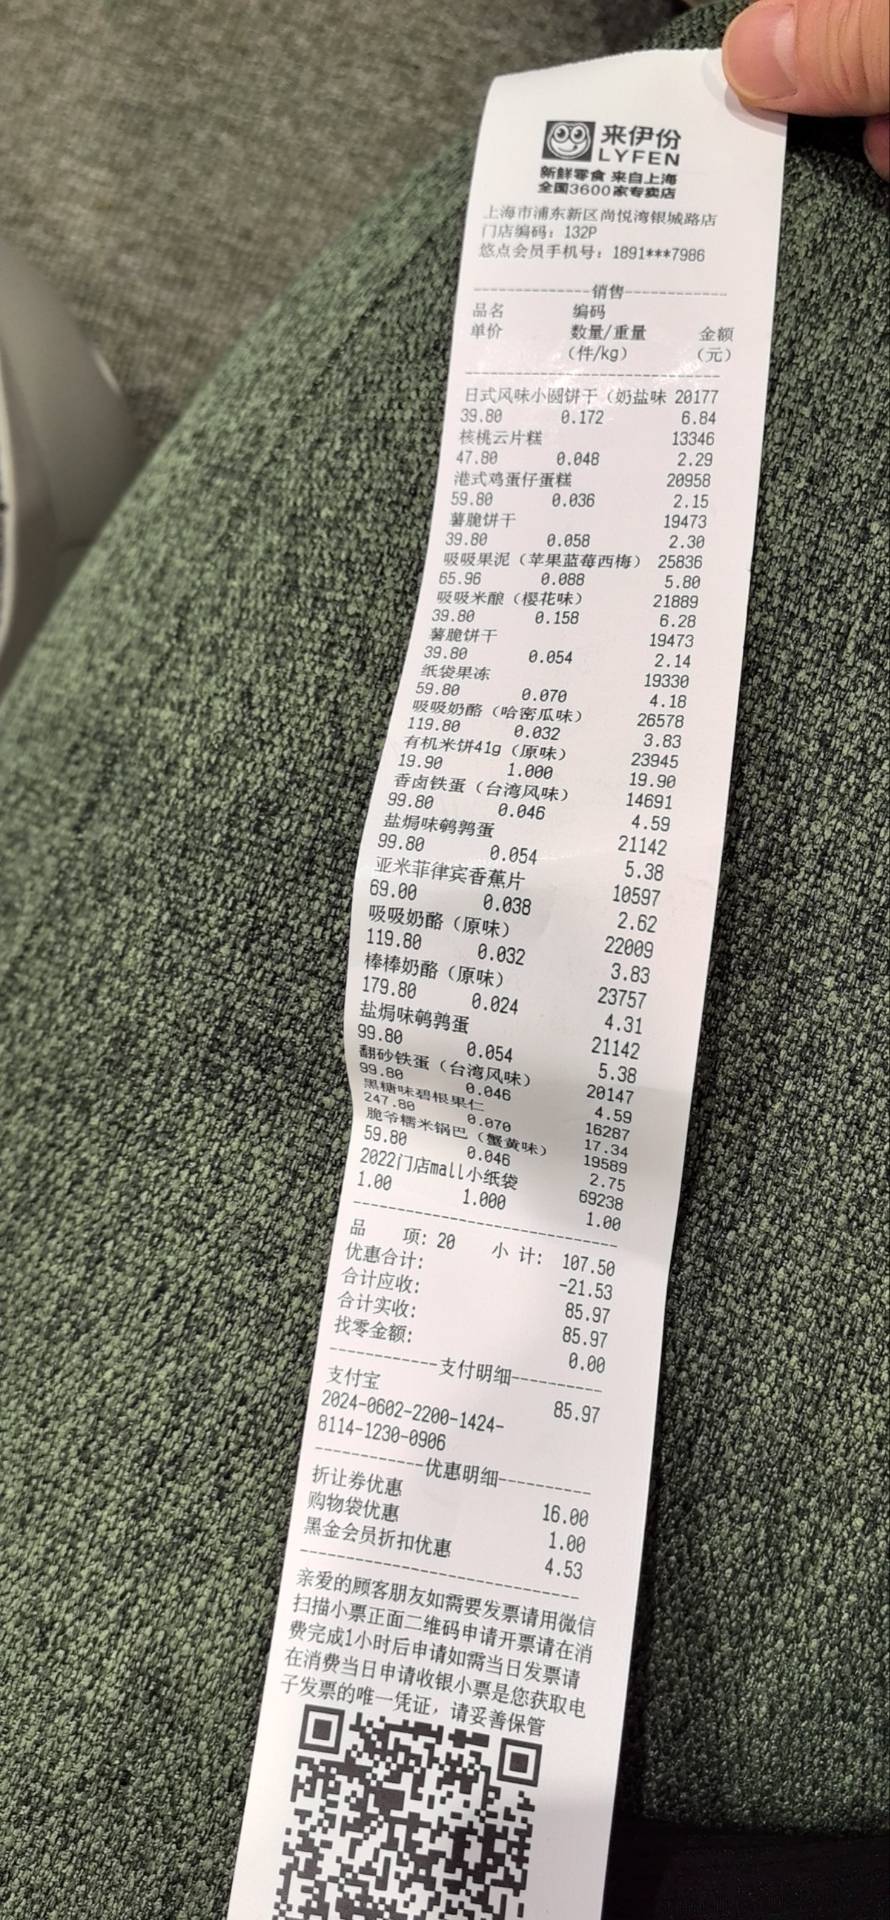 来伊份
LYFEN
新鲜零食 来自上海
全国3600家专卖店
上海市浦东新区尚悦湾银城路店
门店编码：132P
悠点会员手机号：1891***7986
---------------销售---------------
品名 编码
单价 数量/重量 金额
（件/kg） （元）
日式风味小圆饼干（奶盐味 20177
39.80 0.172 6.84
核桃云片糕 13346
47.80 0.048 2.29
港式鸡蛋仔蛋糕 20958
59.80 0.036 2.15
薯脆饼干 19473
39.80 0.058 2.30
吸吸果泥（苹果蓝莓西梅） 25836
65.96 0.088 5.80
吸吸米酿（樱花味） 21889
39.80 0.158 6.28
薯脆饼干 19473
39.80 0.054 2.14
纸袋果冻 19330
59.80 0.070 4.18
吸吸奶酪（哈密瓜味） 26578
119.80 0.032 3.83
有机米饼41g（原味） 23945
19.90 1.000 19.90
香卤铁蛋（台湾风味） 14691
99.80 0.046 4.59
盐焗味鹌鹑蛋 21142
99.80 0.054 5.38
亚米菲律宾香蕉片 10597
69.00 0.038 2.62
吸吸奶酪（原味） 22009
119.80 0.032 3.83
棒棒奶酪（原味） 23757
179.80 0.024 4.31
盐焗味鹌鹑蛋 21142
99.80 0.054 5.38
翻砂铁蛋（台湾风味） 20147
99.80 0.046 4.59
黑糖味碧根果仁 16287
247.80 0.070 17.34
脆爷糯米锅巴（蟹黄味） 19589
59.80 0.046 2.75
2022门店mall小纸袋 69238
1.00 1.000 1.00
品 项: 20 小 计: 107.50
优惠合计: -21.53
合计应收: 85.97
合计实收: 85.97
找零金额: 0.00
-----------支付明细-----------
支付宝 85.97
2024-0602-2200-1424-
8114-1230-0906
-----------优惠明细-----------
折让券优惠 16.00
购物袋优惠 1.00
黑金会员折扣优惠 4.53
亲爱的顾客朋友如需要发票请用微信
扫描小票正面二维码申请开票请在消
费完成1小时后申请如需当日发票请
在消费当日申请收银小票是您获取电
子发票的唯一凭证，请妥善保管